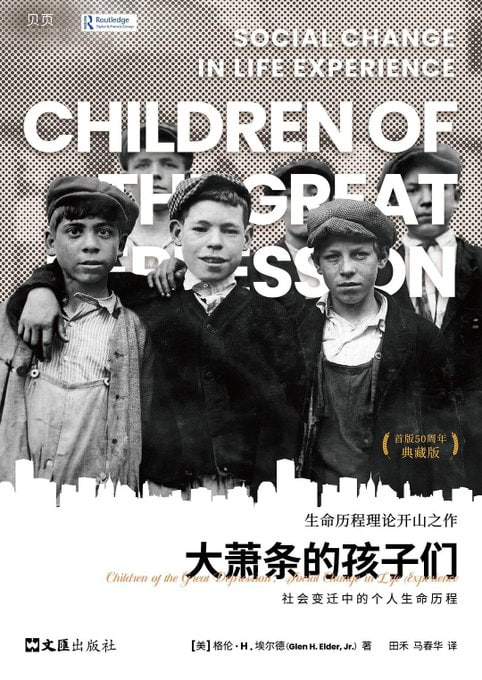 贝页
Routledge
Taylor & Francis Group
SOCIAL CHANGE
IN LIFE EXPERIENCE
CHILDREN OF
THE GREAT
DEPRESSION
首版50周年
典藏版
生命历程理论开山之作
大萧条的孩子们
Children of the Great Depression: Social Change in Life Experience
社会变迁中的个人生命历程
文汇出版社
[美] 格伦·H.埃尔德(Glen H. Elder, Jr.) 著 田禾 马春华 译